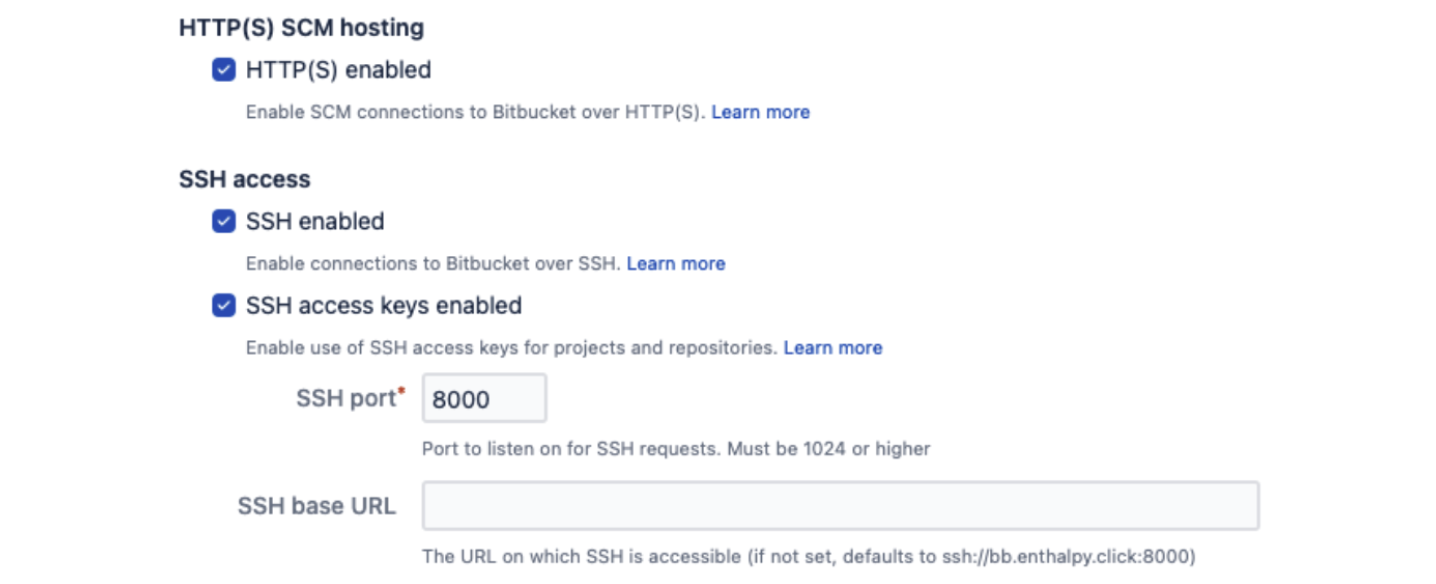 HTTP(S) SCM hosting
HTTP(S) enabled
Enable SCM connections to Bitbucket over HTTP(S). Learn more
SSH access
SSH enabled
Enable connections to Bitbucket over SSH. Learn more
SSH access keys enabled
Enable use of SSH access keys for projects and repositories. Learn more
SSH port* 8000
Port to listen on for SSH requests. Must be 1024 or higher
SSH base URL
The URL on which SSH is accessible (if not set, defaults to ssh://bb.enthalpy.click:8000)